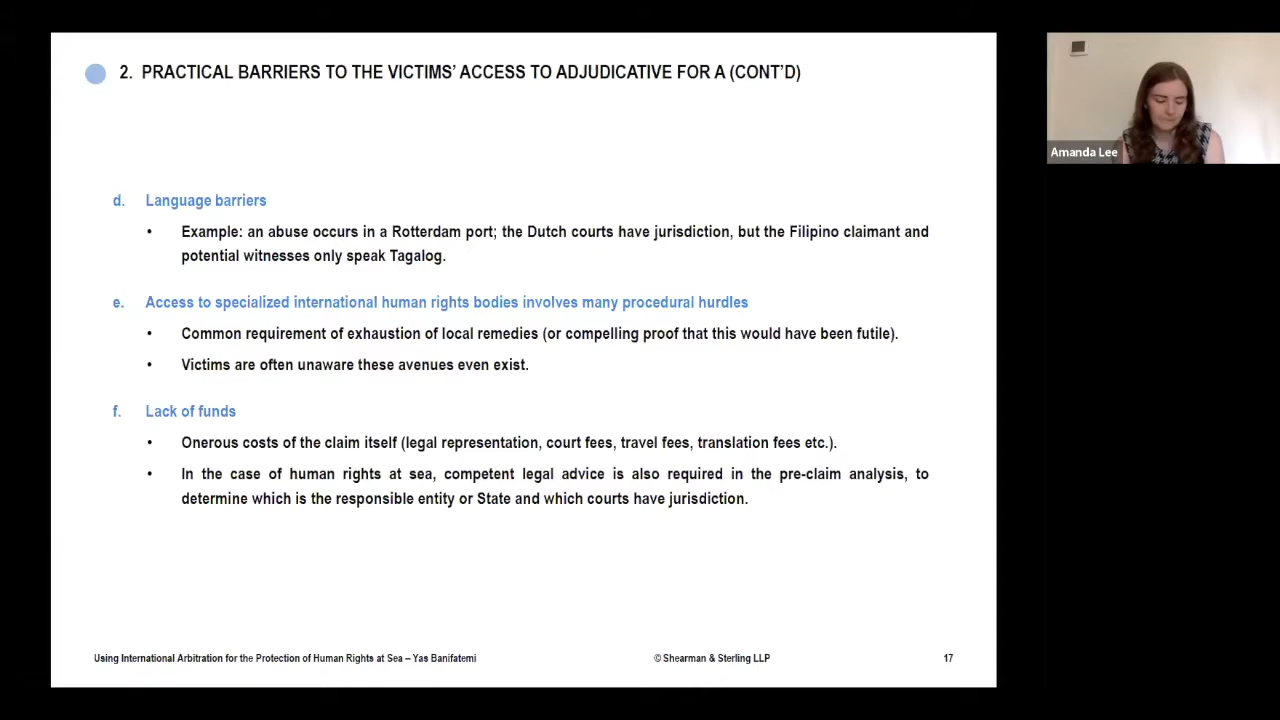 2. PRACTICAL BARRIERS TO THE VICTIMS' ACCESS TO ADJUDICATIVE FOR A (CONT'D)
d. Language barriers
• Example: an abuse occurs in a Rotterdam port; the Dutch courts have jurisdiction, but the Filipino claimant and
potential witnesses only speak Tagalog.
e. Access to specialized international human rights bodies involves many procedural hurdles
• Common requirement of exhaustion of local remedies (or compelling proof that this would have been futile).
• Victims are often unaware these avenues even exist.
f. Lack of funds
• Onerous costs of the claim itself (legal representation, court fees, travel fees, translation fees etc.).
• In the case of human rights at sea, competent legal advice is also required in the pre-claim analysis, to
determine which is the responsible entity or State and which courts have jurisdiction.
Using International Arbitration for the Protection of Human Rights at Sea – Yas Banifatemi
© Shearman & Sterling LLP
17
Amanda Lee